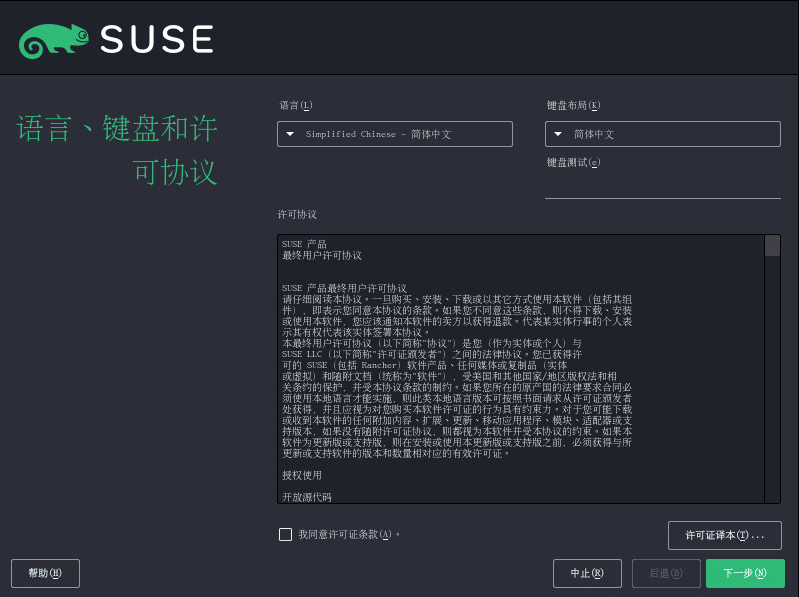 SUSE
语言、键盘和许
可协议
语言(L)
Simplified Chinese - 简体中文
键盘布局(K)
简体中文
键盘测试(e)
许可协议
SUSE 产品
最终用户许可协议
SUSE 产品最终用户许可协议
请仔细阅读本协议。一旦购买、安装、下载或以其它方式使用本软件（包括其组
件），即表示您同意本协议的条款。如果您不同意这些条款，则不得下载、安装
或使用本软件，您应该通知本软件的卖方以获得退款。代表某实体行事的个人表
示其有权代表该实体签署本协议。
本最终用户许可协议（以下简称"协议"）是您（作为实体或个人）与
SUSE LLC（以下简称"许可证颁发者"）之间的法律协议。您已获得许
可的 SUSE（包括 Rancher）软件产品、任何媒体或复制品（实体
或虚拟）和随附文档（统称为"软件"），受美国和其他国家/地区版权法和相
关条约的保护，并受本协议条款的制约。如果您所在的原产国的法律要求合同必
须使用本地语言才能实施，则此类本地语言版本可按照书面请求从许可证颁发者
处获得，并且应视为对您购买本软件许可证的行为具有约束力。对于您可能下载
或收到本软件的任何附加内容、扩展、更新、移动应用程序、模块、适配器或支
持版本，如果没有随附许可证协议，则都视为本软件并受本协议的约束。如果本
软件为更新版或支持版，则在安装或使用本更新版或支持版之前，必须获得与所
更新或支持软件的版本和数量相对应的有效许可证。
授权使用
开放源代码
我同意许可证条款(A)。
许可证译本(T)...
帮助(H)
中止(R)
后退(B)
下一步(N)